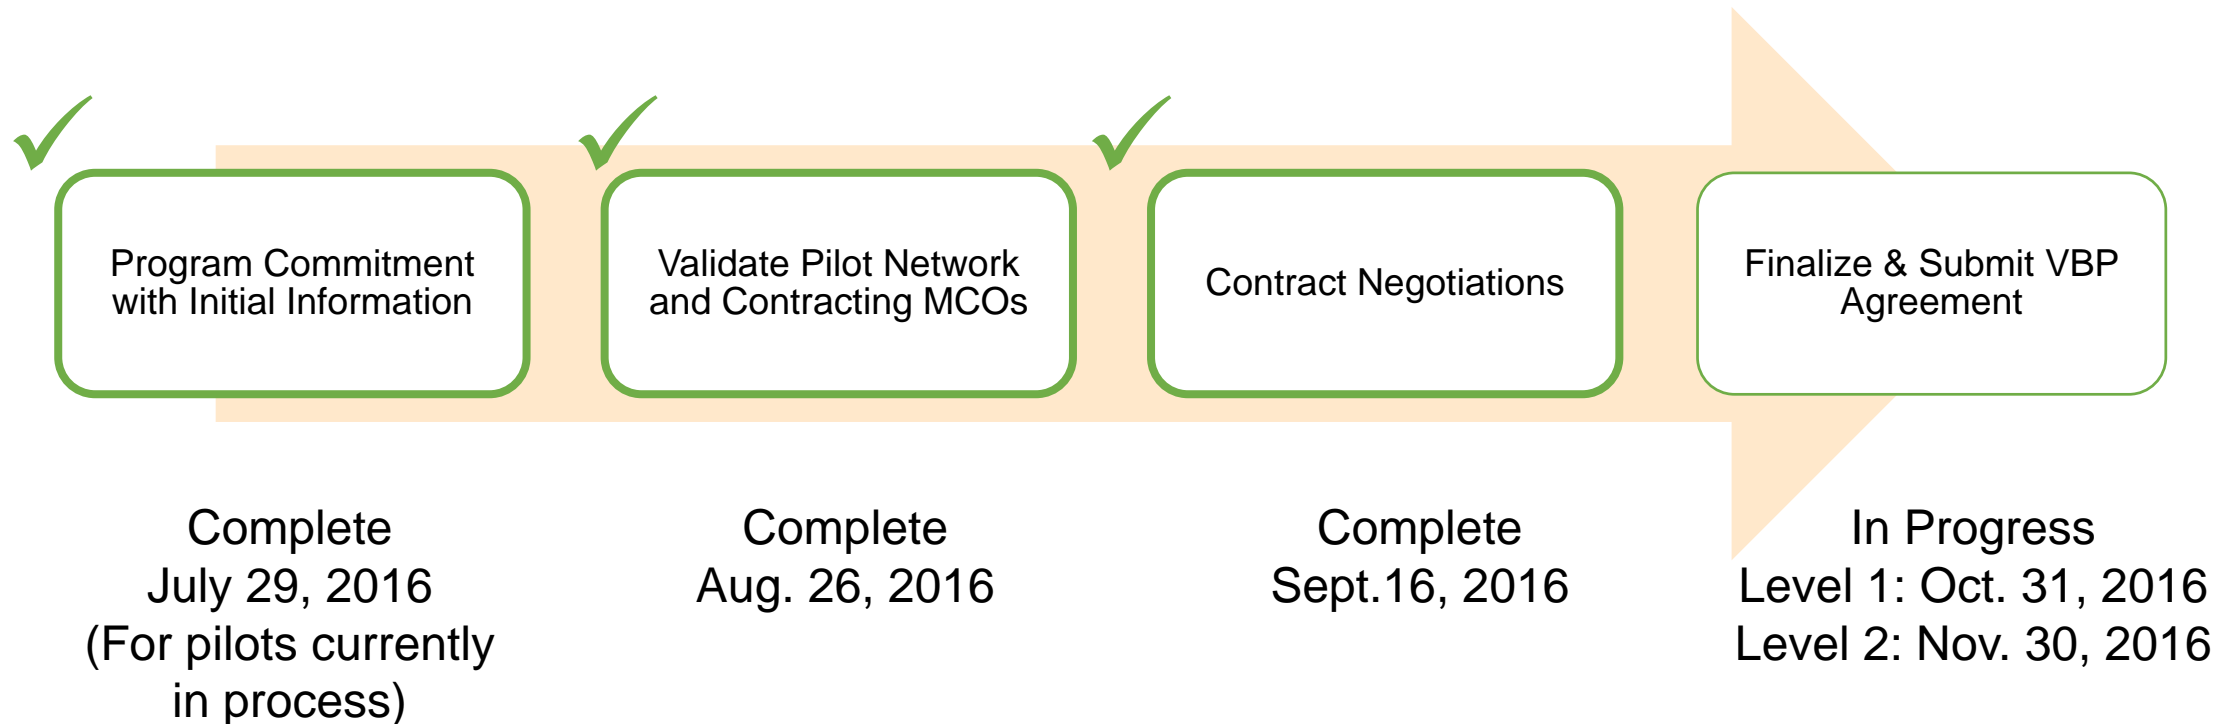 Program Commitment
with Initial Information
Validate Pilot Network
and Contracting MCOs
Contract Negotiations
Finalize & Submit VBP
Agreement
Complete
July 29, 2016
(For pilots currently
in process)
Complete
Aug. 26, 2016
Complete
Sept.16, 2016
In Progress
Level 1: Oct. 31, 2016
Level 2: Nov. 30, 2016